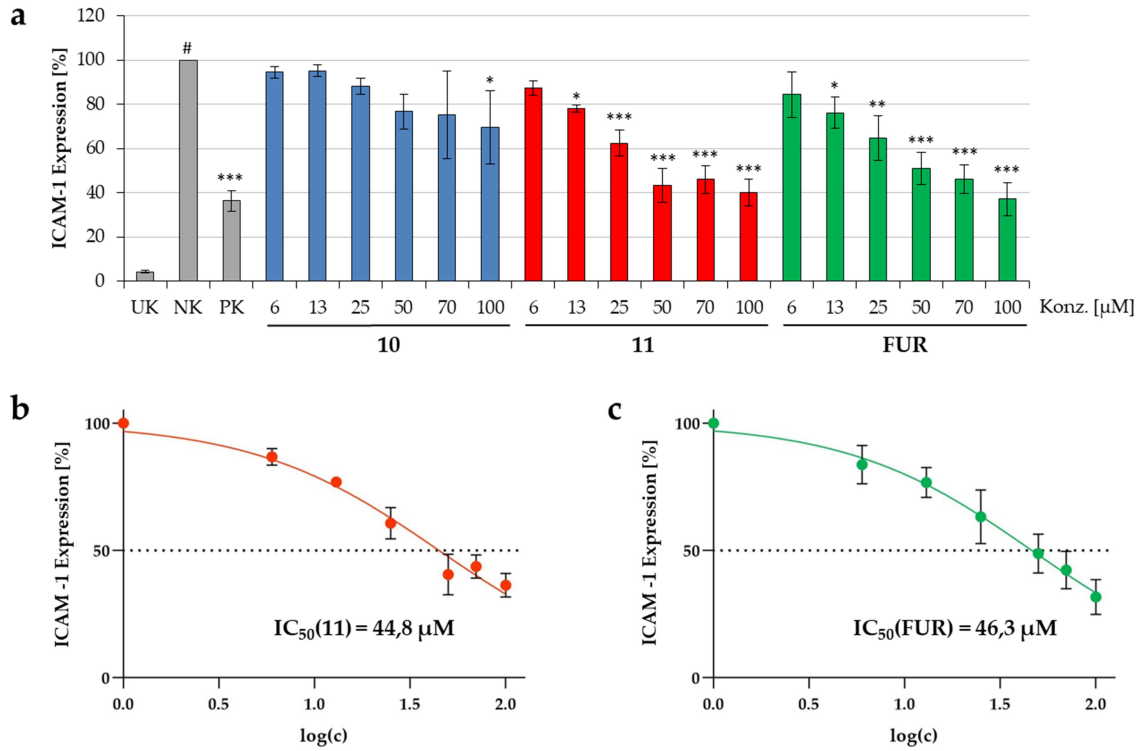 a
ICAM-1 Expression [%]
120
100
80
60
40
20
0
#
***
*
* *** *** *** ***
* ** *** *** ***
UK NK PK 6 13 25 50 70 100 6 13 25 50 70 100 6 13 25 50 70 100 Konz. [µM]
10 11 FUR
b
ICAM -1 Expression [%]
100
50
0
IC50(11) = 44,8 µM
0.0 0.5 1.0 1.5 2.0
log(c)
c
ICAM -1 Expression [%]
100
50
0
IC50(FUR) = 46,3 µM
0.0 0.5 1.0 1.5 2.0
log(c)